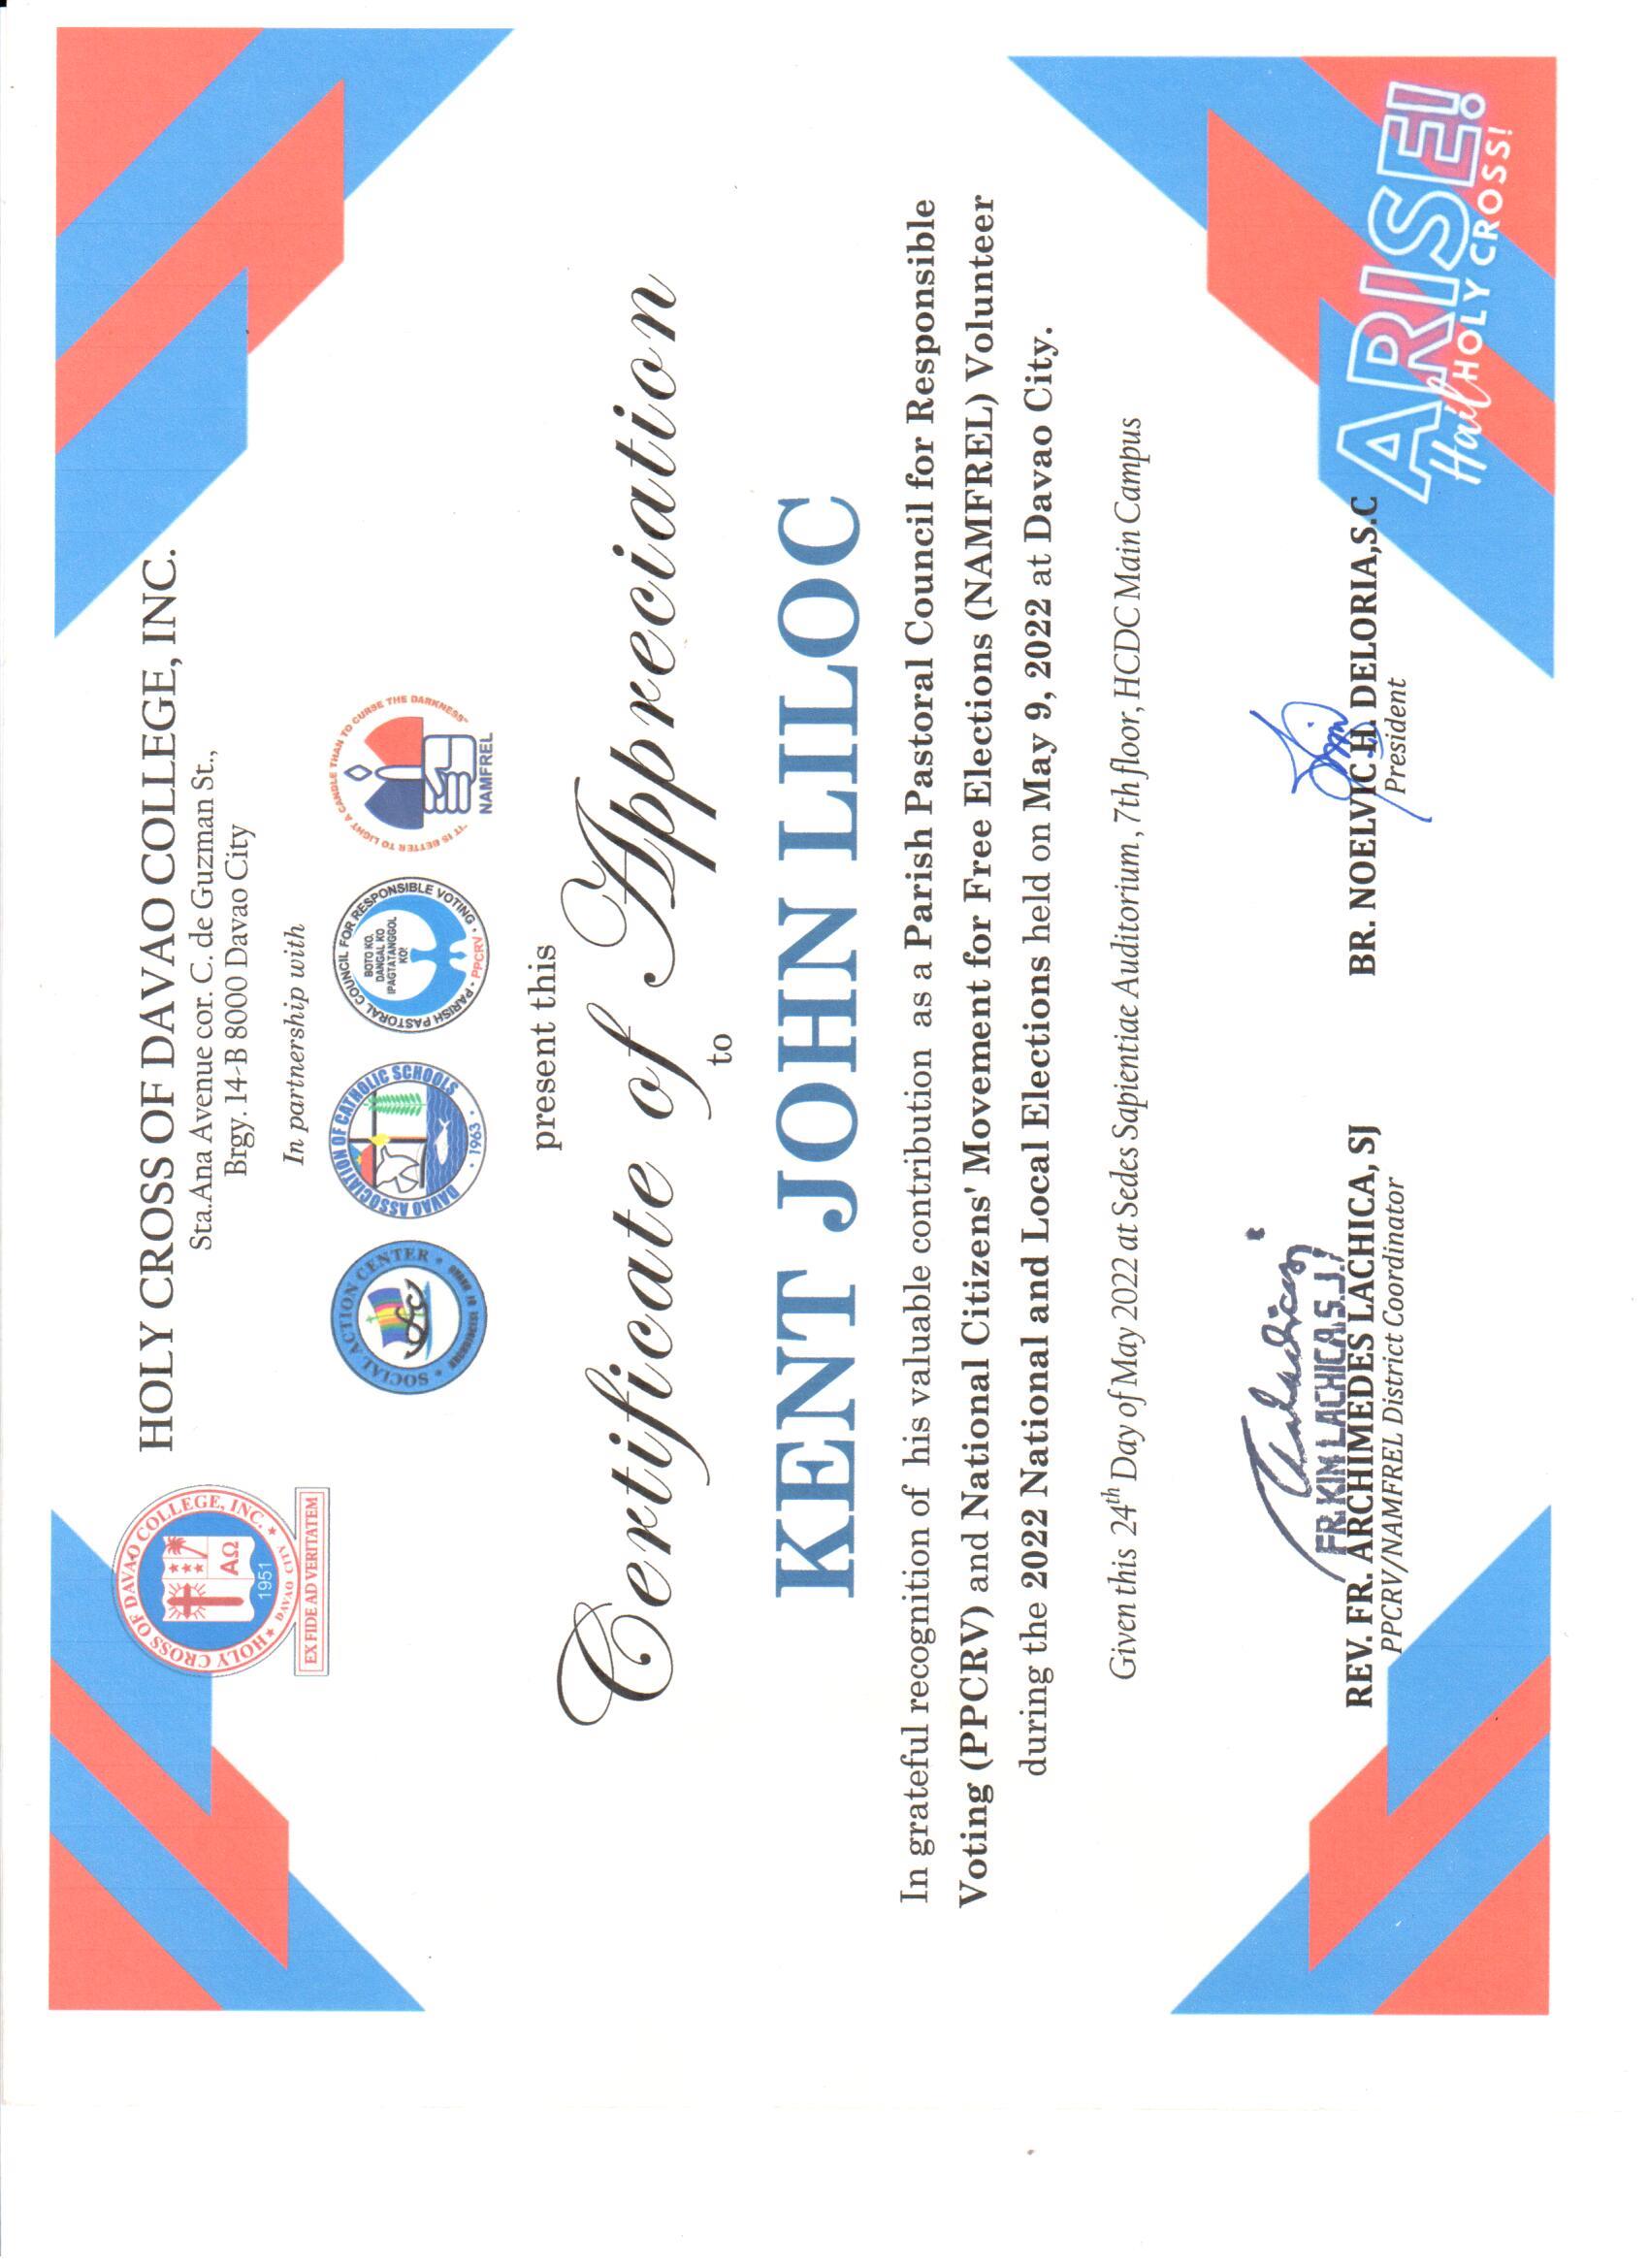 HOLY CROSS OF DAVAO COLLEGE, INC.
1951
DAVAO CITY
ΑΩ
EX FIDE AD VERITATEM
HOLY CROSS OF DAVAO COLLEGE, INC.
Sta.Ana Avenue cor. C. de Guzman St.,
Brgy. 14-B 8000 Davao City
In partnership with
SOCIAL ACTION CENTER
ARCHDIOCESE OF DAVAO
DAVAO ASSOCIATION OF CATHOLIC SCHOOLS
1963
PARISH PASTORAL COUNCIL FOR RESPONSIBLE VOTING
BOTO KO,
DANGAL KO
IPAGTATANGGOL
KO!
PPCRV
"IT IS BETTER TO LIGHT A CANDLE THAN TO CURSE THE DARKNESS"
NAMFREL
present this
Certificate of Appreciation
to
KENT JOHN LILOC
In grateful recognition of his valuable contribution as a Parish Pastoral Council for Responsible
Voting (PPCRV) and National Citizens' Movement for Free Elections (NAMFREL) Volunteer
during the 2022 National and Local Elections held on May 9, 2022 at Davao City.
Given this 24th Day of May 2022 at Sedes Sapientiae Auditorium, 7th floor, HCDC Main Campus
FR. KIM LACHICA, S.J.
REV. FR. ARCHIMEDES LACHICA, SJ
PPCRV/NAMFREL District Coordinator
BR. NOELVIC H. DELORIA,S.C
President
ARISE!
Hail HOLY CROSS!